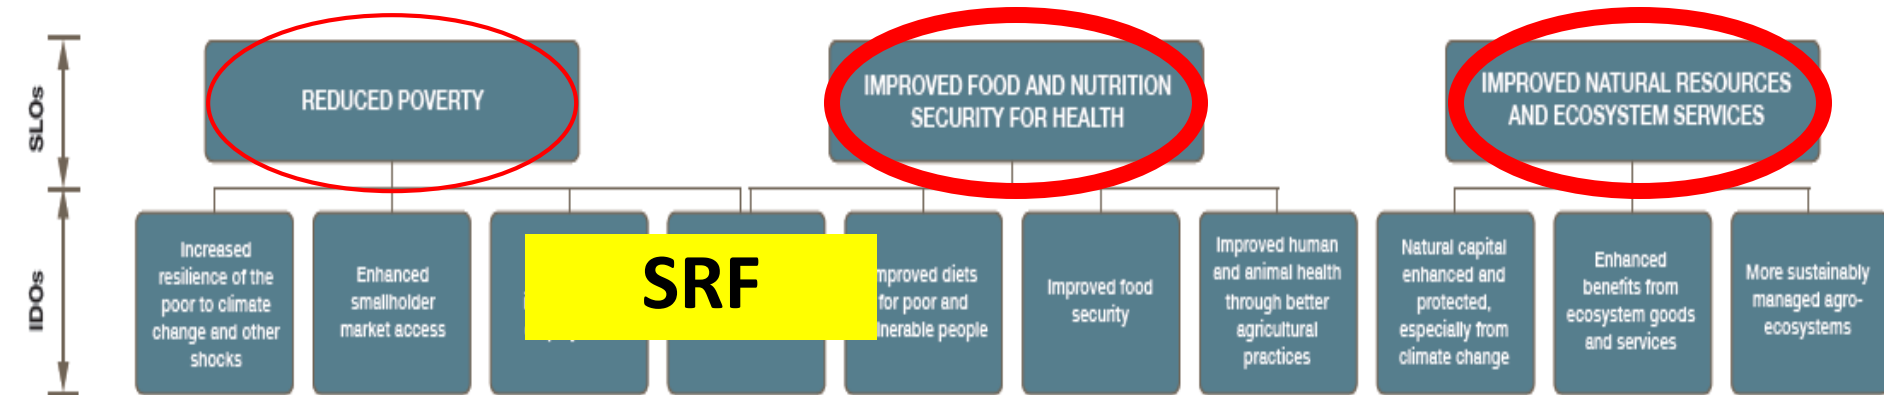 SLOs
REDUCED POVERTY
IMPROVED FOOD AND NUTRITION
SECURITY FOR HEALTH
IMPROVED NATURAL RESOURCES
AND ECOSYSTEM SERVICES
IDOs
Increased
resilience of the
poor to climate
change and other
shocks
Enhanced
smallholder
market access
SRF
diets
for poor and
people
Improved food
security
Improved human
and animal health
through better
agricultural
practices
Natural capital
enhanced and
protected,
especially from
climate change
Enhanced
benefits from
ecosystem goods
and services
More sustainably
managed agro-
ecosystems